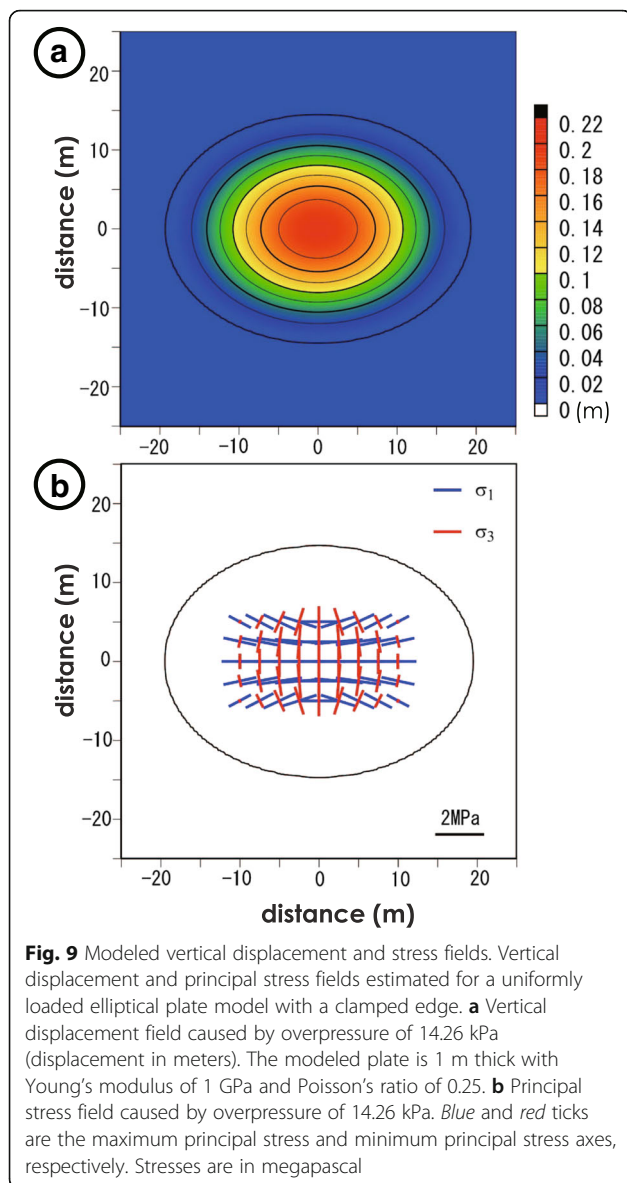 a
distance (m)
20
10
0
-10
-20
-20 -10 0 10 20
0.22
0.2
0.18
0.16
0.14
0.12
0.1
0.08
0.06
0.04
0.02
0 (m)
b
distance (m)
20
10
0
-10
-20
σ1
σ3
2MPa
-20 -10 0 10 20
distance (m)
Fig. 9 Modeled vertical displacement and stress fields. Vertical
displacement and principal stress fields estimated for a uniformly
loaded elliptical plate model with a clamped edge. a Vertical
displacement field caused by overpressure of 14.26 kPa
(displacement in meters). The modeled plate is 1 m thick with
Young's modulus of 1 GPa and Poisson's ratio of 0.25. b Principal
stress field caused by overpressure of 14.26 kPa. Blue and red ticks
are the maximum principal stress and minimum principal stress axes,
respectively. Stresses are in megapascal